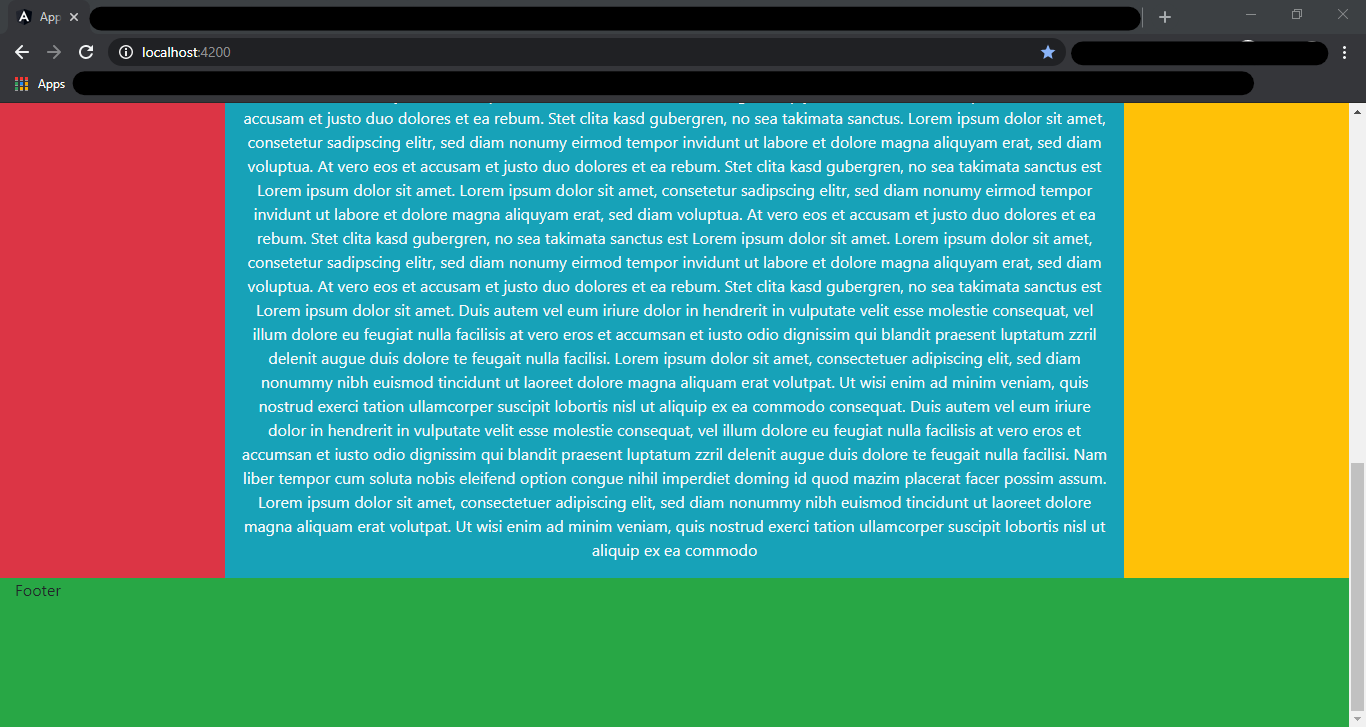 App
localhost:4200
Apps
accusam et justo duo dolores et ea rebum. Stet clita kasd gubergren, no sea takimata sanctus. Lorem ipsum dolor sit amet,
consetetur sadipscing elitr, sed diam nonumy eirmod tempor invidunt ut labore et dolore magna aliquyam erat, sed diam
voluptua. At vero eos et accusam et justo duo dolores et ea rebum. Stet clita kasd gubergren, no sea takimata sanctus est
Lorem ipsum dolor sit amet. Lorem ipsum dolor sit amet, consetetur sadipscing elitr, sed diam nonumy eirmod tempor
invidunt ut labore et dolore magna aliquyam erat, sed diam voluptua. At vero eos et accusam et justo duo dolores et ea
rebum. Stet clita kasd gubergren, no sea takimata sanctus est Lorem ipsum dolor sit amet. Lorem ipsum dolor sit amet,
consetetur sadipscing elitr, sed diam nonumy eirmod tempor invidunt ut labore et dolore magna aliquyam erat, sed diam
voluptua. At vero eos et accusam et justo duo dolores et ea rebum. Stet clita kasd gubergren, no sea takimata sanctus est
Lorem ipsum dolor sit amet. Duis autem vel eum iriure dolor in hendrerit in vulputate velit esse molestie consequat, vel
illum dolore eu feugiat nulla facilisis at vero eros et accumsan et iusto odio dignissim qui blandit praesent luptatum zzril
delenit augue duis dolore te feugait nulla facilisi. Lorem ipsum dolor sit amet, consectetuer adipiscing elit, sed diam
nonummy nibh euismod tincidunt ut laoreet dolore magna aliquam erat volutpat. Ut wisi enim ad minim veniam, quis
nostrud exerci tation ullamcorper suscipit lobortis nisl ut aliquip ex ea commodo consequat. Duis autem vel eum iriure
dolor in hendrerit in vulputate velit esse molestie consequat, vel illum dolore eu feugiat nulla facilisis at vero eros et
accumsan et iusto odio dignissim qui blandit praesent luptatum zzril delenit augue duis dolore te feugait nulla facilisi. Nam
liber tempor cum soluta nobis eleifend option congue nihil imperdiet doming id quod mazim placerat facer possim assum.
Lorem ipsum dolor sit amet, consectetuer adipiscing elit, sed diam nonummy nibh euismod tincidunt ut laoreet dolore
magna aliquam erat volutpat. Ut wisi enim ad minim veniam, quis nostrud exerci tation ullamcorper suscipit lobortis nisl ut
aliquip ex ea commodo
Footer